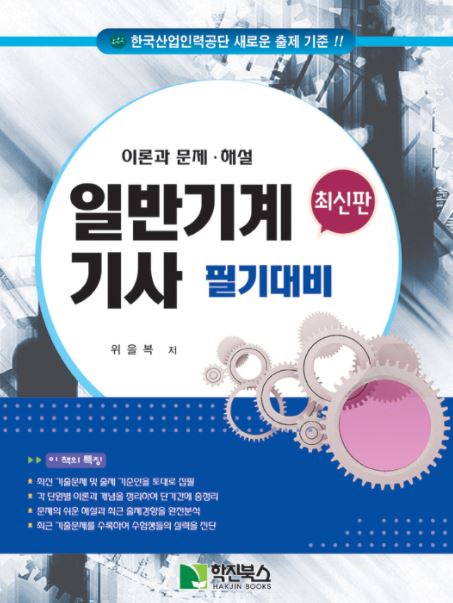 한국산업인력공단 새로운 출제 기준 !!
이론과 문제 · 해설
일반기계
최신판
기사 필기대비
위을복 저
▶▶ 이 책의 특징
최신 기출문제 및 출제 기준안을 토대로 집필
각 단원별 이론과 개념을 정리하여 단기간에 총정리
문제의 쉬운 해설과 최근 출제경향을 완전분석
최근 기출문제를 수록하여 수험생들의 실력을 진단
학진북스
HAKJIN BOOKS